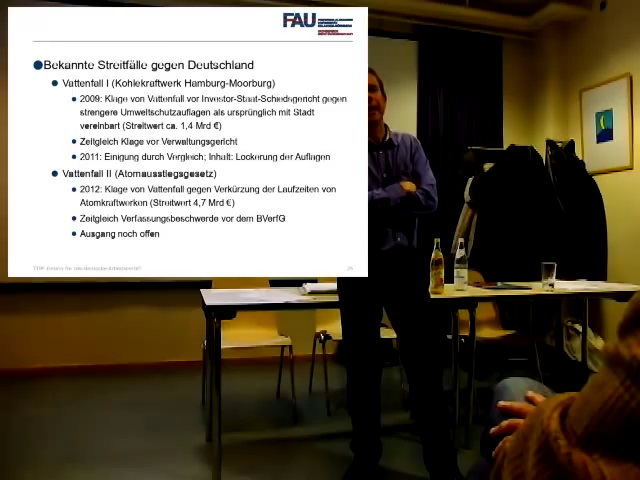 FAU
Bekannte Streitfälle gegen Deutschland
Vattenfall I (Kohlekraftwerk Hamburg-Moorburg)
2009: Klage von Vattenfall vor Investor-Staat-Schiedsgericht gegen
strengere Umweltschutzauflagen als ursprünglich mit Stadt
vereinbart (Streitwert ca. 1,4 Mrd €)
Zeitgleich Klage vor Verwaltungsgericht
2011: Einigung durch Vergleich; Inhalt: Lockerung der Auflagen
Vattenfall II (Atomausstiegsgesetz)
2012: Klage von Vattenfall gegen Verkürzung der Laufzeiten von
Atomkraftwerken (Streitwert 4,7 Mrd €)
Zeitgleich Verfassungsbeschwerde vor dem BVerfG
Ausgang noch offen